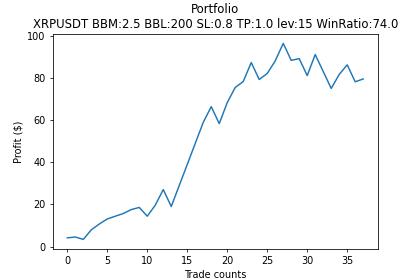 Portfolio
XRPUSDT BBM:2.5 BBL:200 SL:0.8 TP:1.0 lev:15 WinRatio:74.0
100
80
60
40
20
0
Profit ($)
0 5 10 15 20 25 30 35
Trade counts